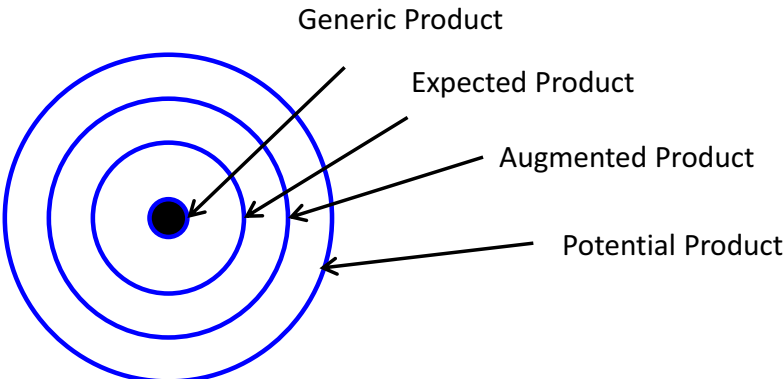 Generic Product
Expected Product
Augmented Product
Potential Product